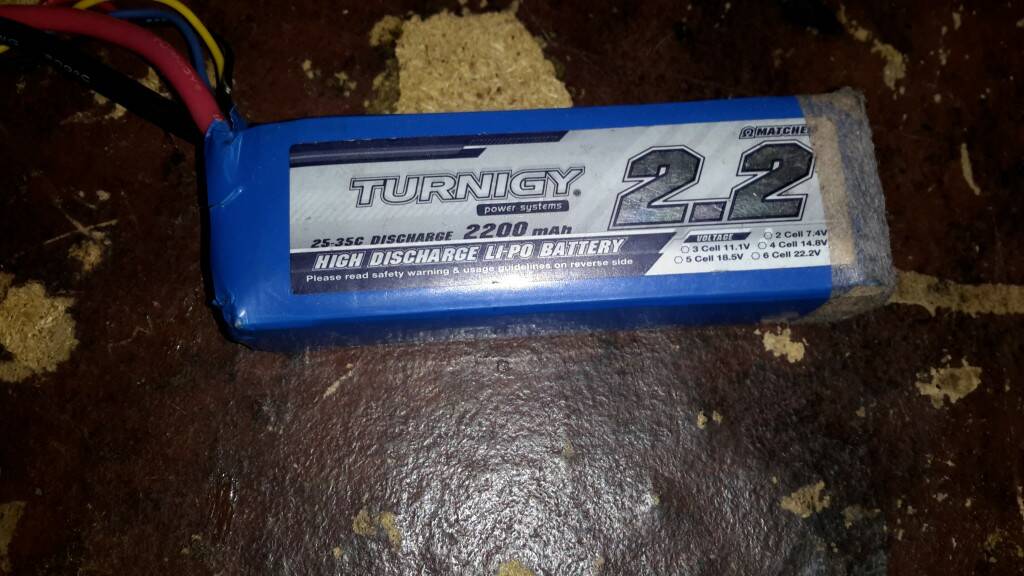 MATCHE
TURNIGY
power systems
2.2
25-35C DISCHARGE 2200 mAh
HIGH DISCHARGE LI-PO BATTERY
Please read safety warning & usage guidelines on reverse side
VOLTAGE
2 Cell 7.4V
3 Cell 11.1V
4 Cell 14.8V
5 Cell 18.5V
6 Cell 22.2V